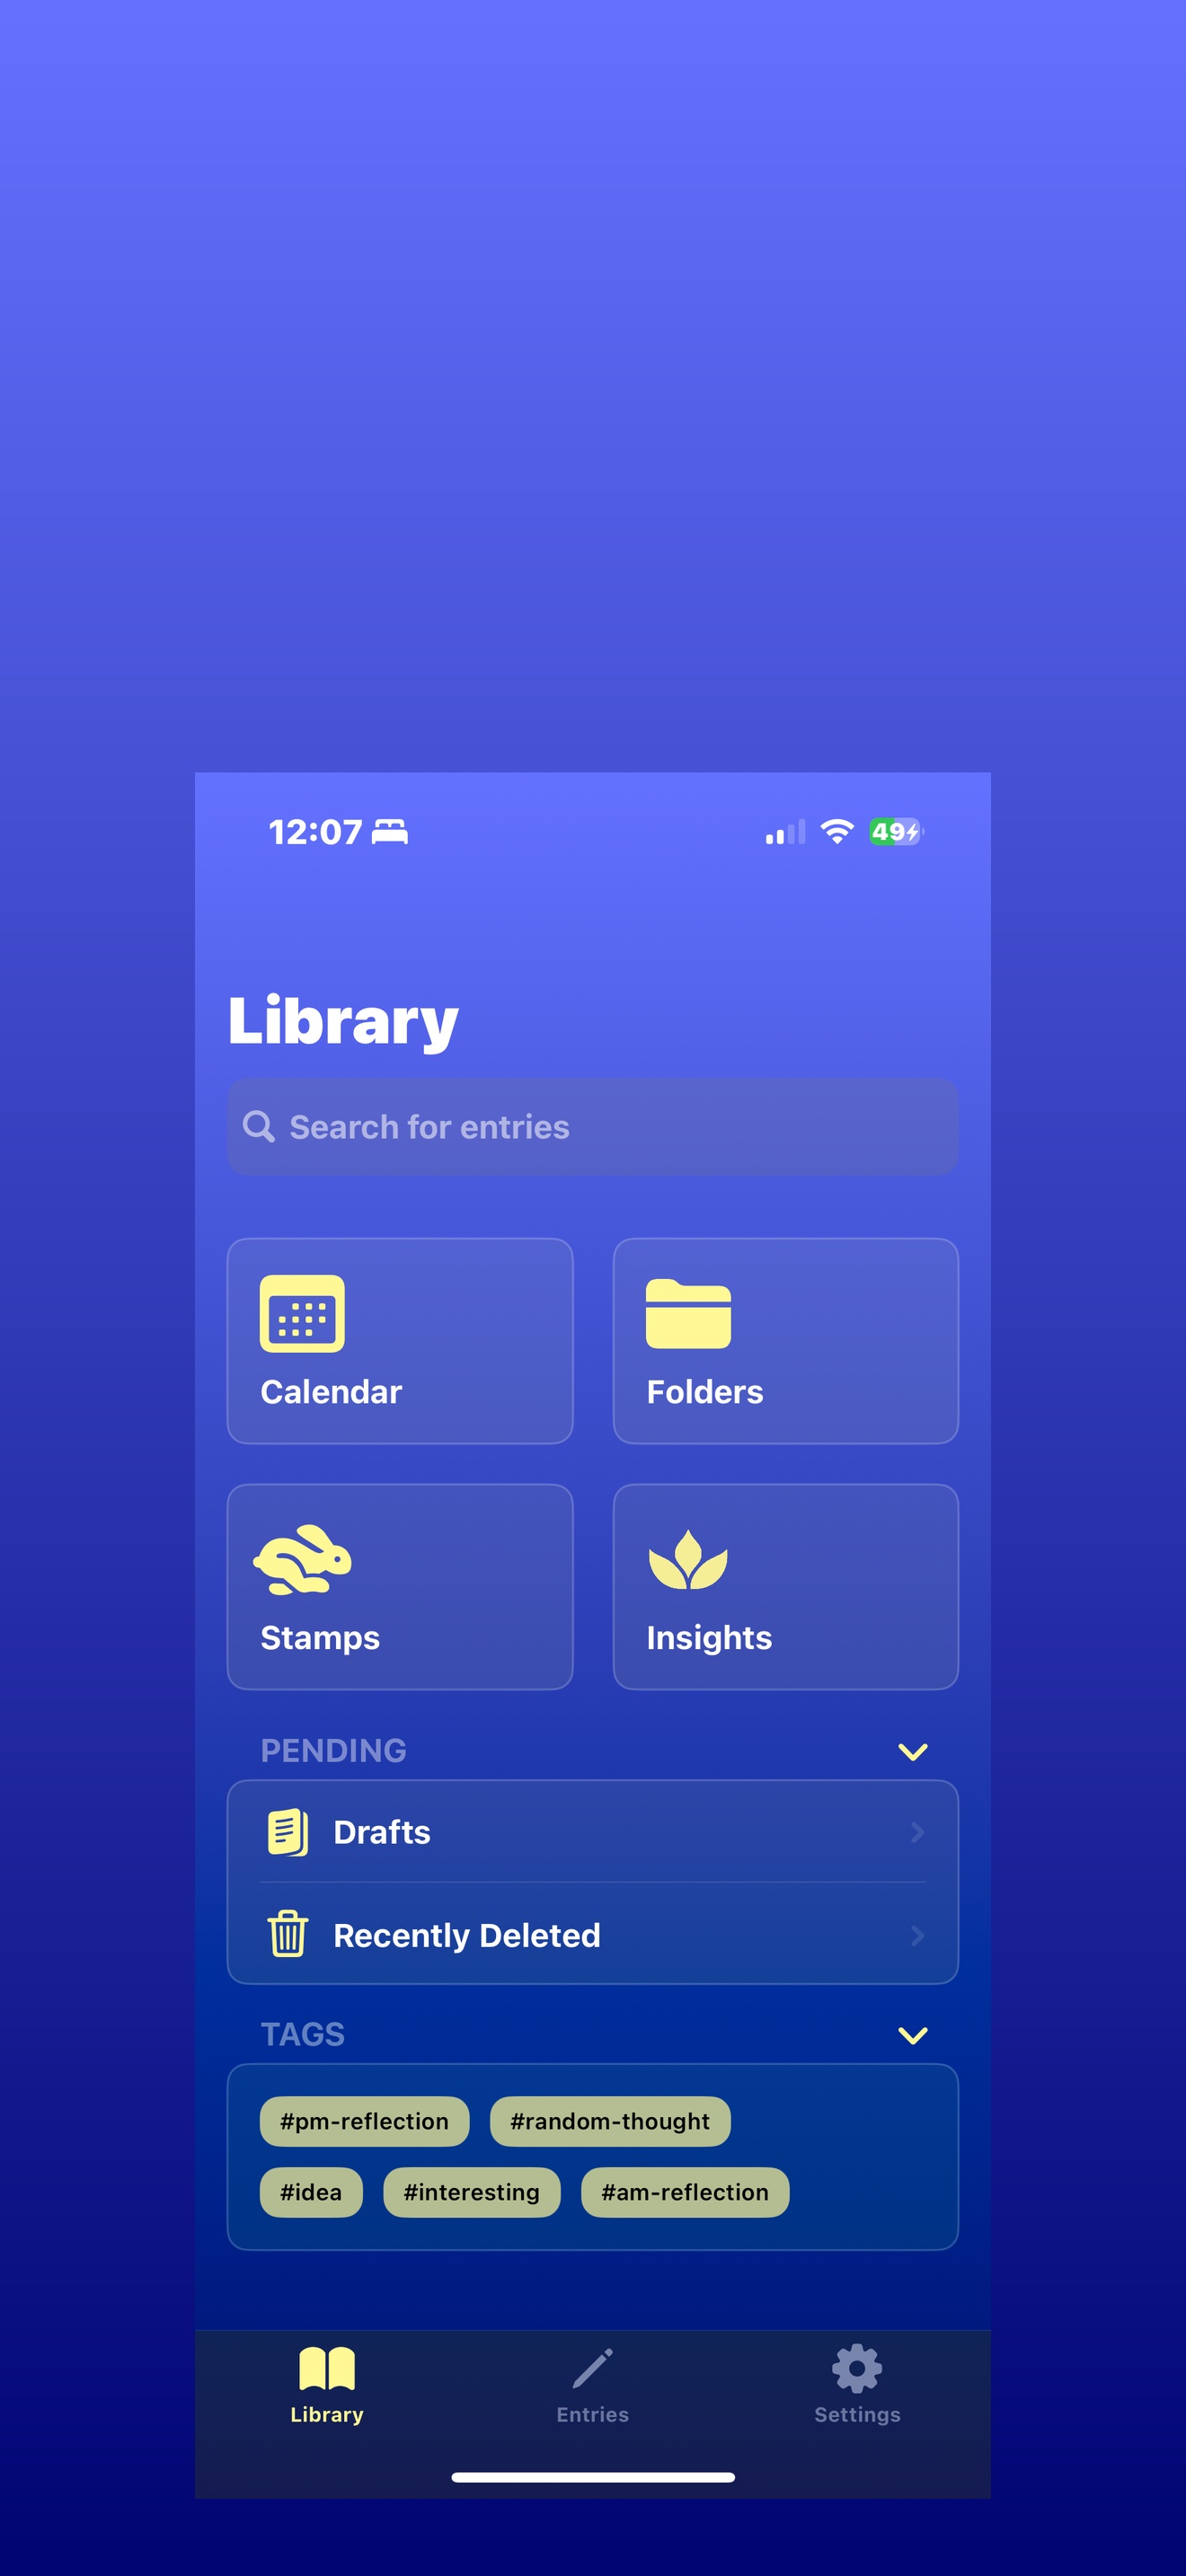 12:07
49
Library
Search for entries
Calendar
Folders
Stamps
Insights
PENDING
Drafts
Recently Deleted
TAGS
#pm-reflection #random-thought
#idea #interesting #am-reflection
Library Entries Settings